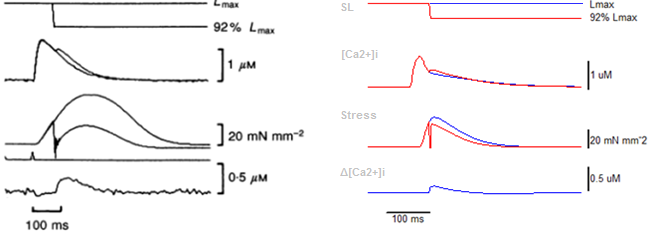 Lmax
92% Lmax
1 μM
20 mN mm⁻²
0·5 μM
100 ms
SL
Lmax
92% Lmax
[Ca2+]i
1 uM
Stress
20 mN mm-2
Δ[Ca2+]i
0.5 uM
100 ms